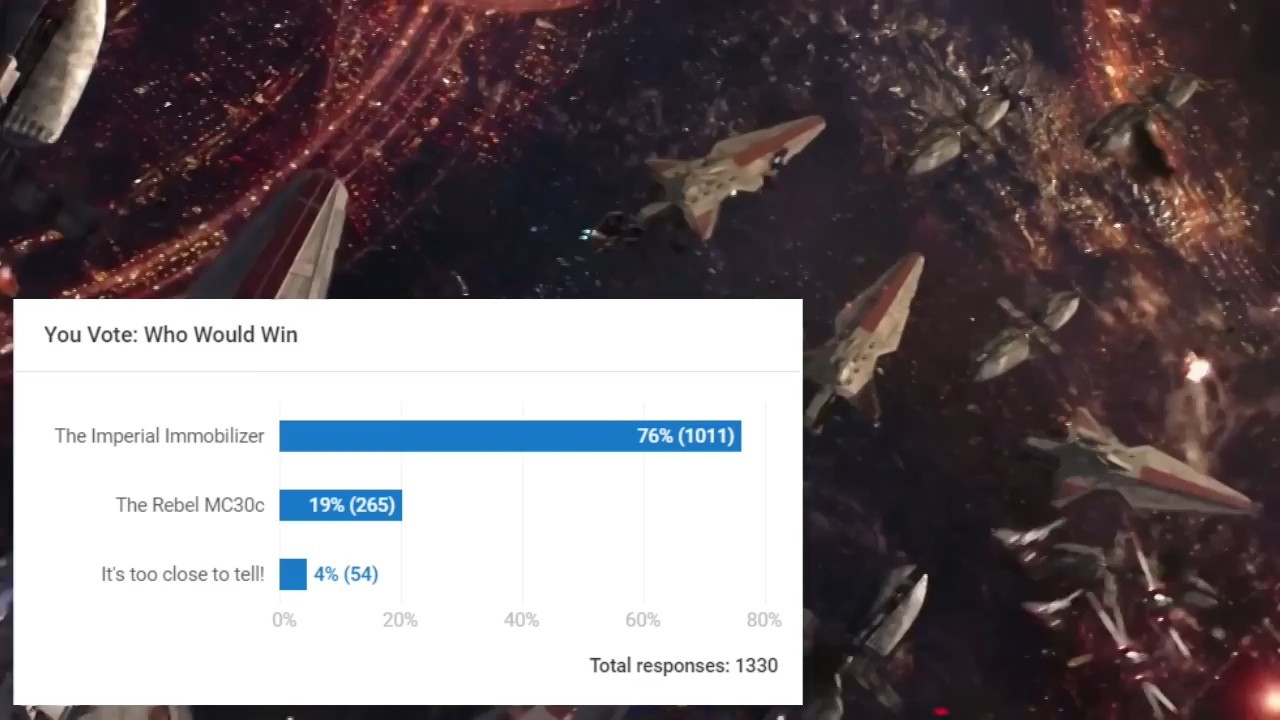 You Vote: Who Would Win
The Imperial Immobilizer 76% (1011)
The Rebel MC30c 19% (265)
It's too close to tell! 4% (54)
0% 20% 40% 60% 80%
Total responses: 1330